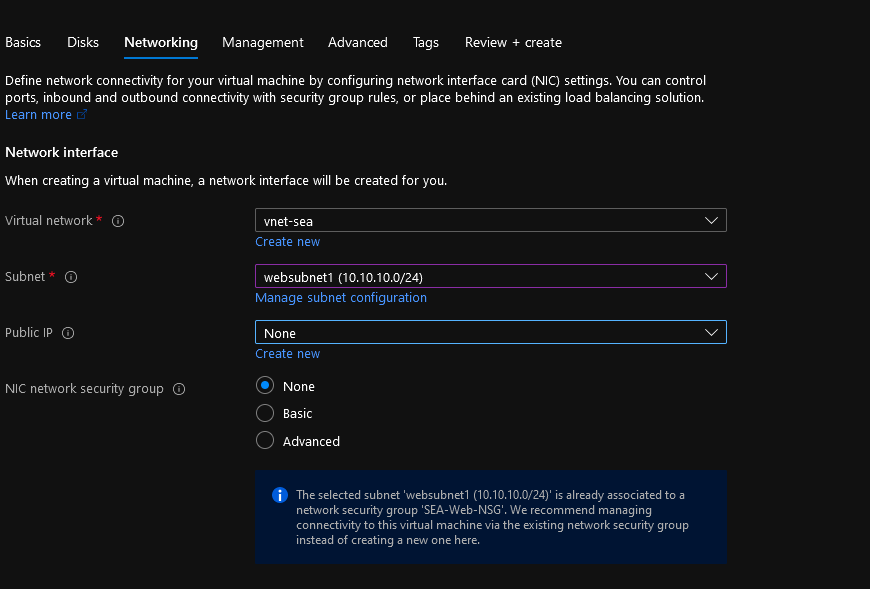 Basics Disks Networking Management Advanced Tags Review + create
Define network connectivity for your virtual machine by configuring network interface card (NIC) settings. You can control
ports, inbound and outbound connectivity with security group rules, or place behind an existing load balancing solution.
Learn more
Network interface
When creating a virtual machine, a network interface will be created for you.
Virtual network *
vnet-sea
Create new
Subnet *
websubnet1 (10.10.10.0/24)
Manage subnet configuration
Public IP
None
Create new
NIC network security group
None
Basic
Advanced
The selected subnet 'websubnet1 (10.10.10.0/24)' is already associated to a
network security group 'SEA-Web-NSG'. We recommend managing
connectivity to this virtual machine via the existing network security group
instead of creating a new one here.